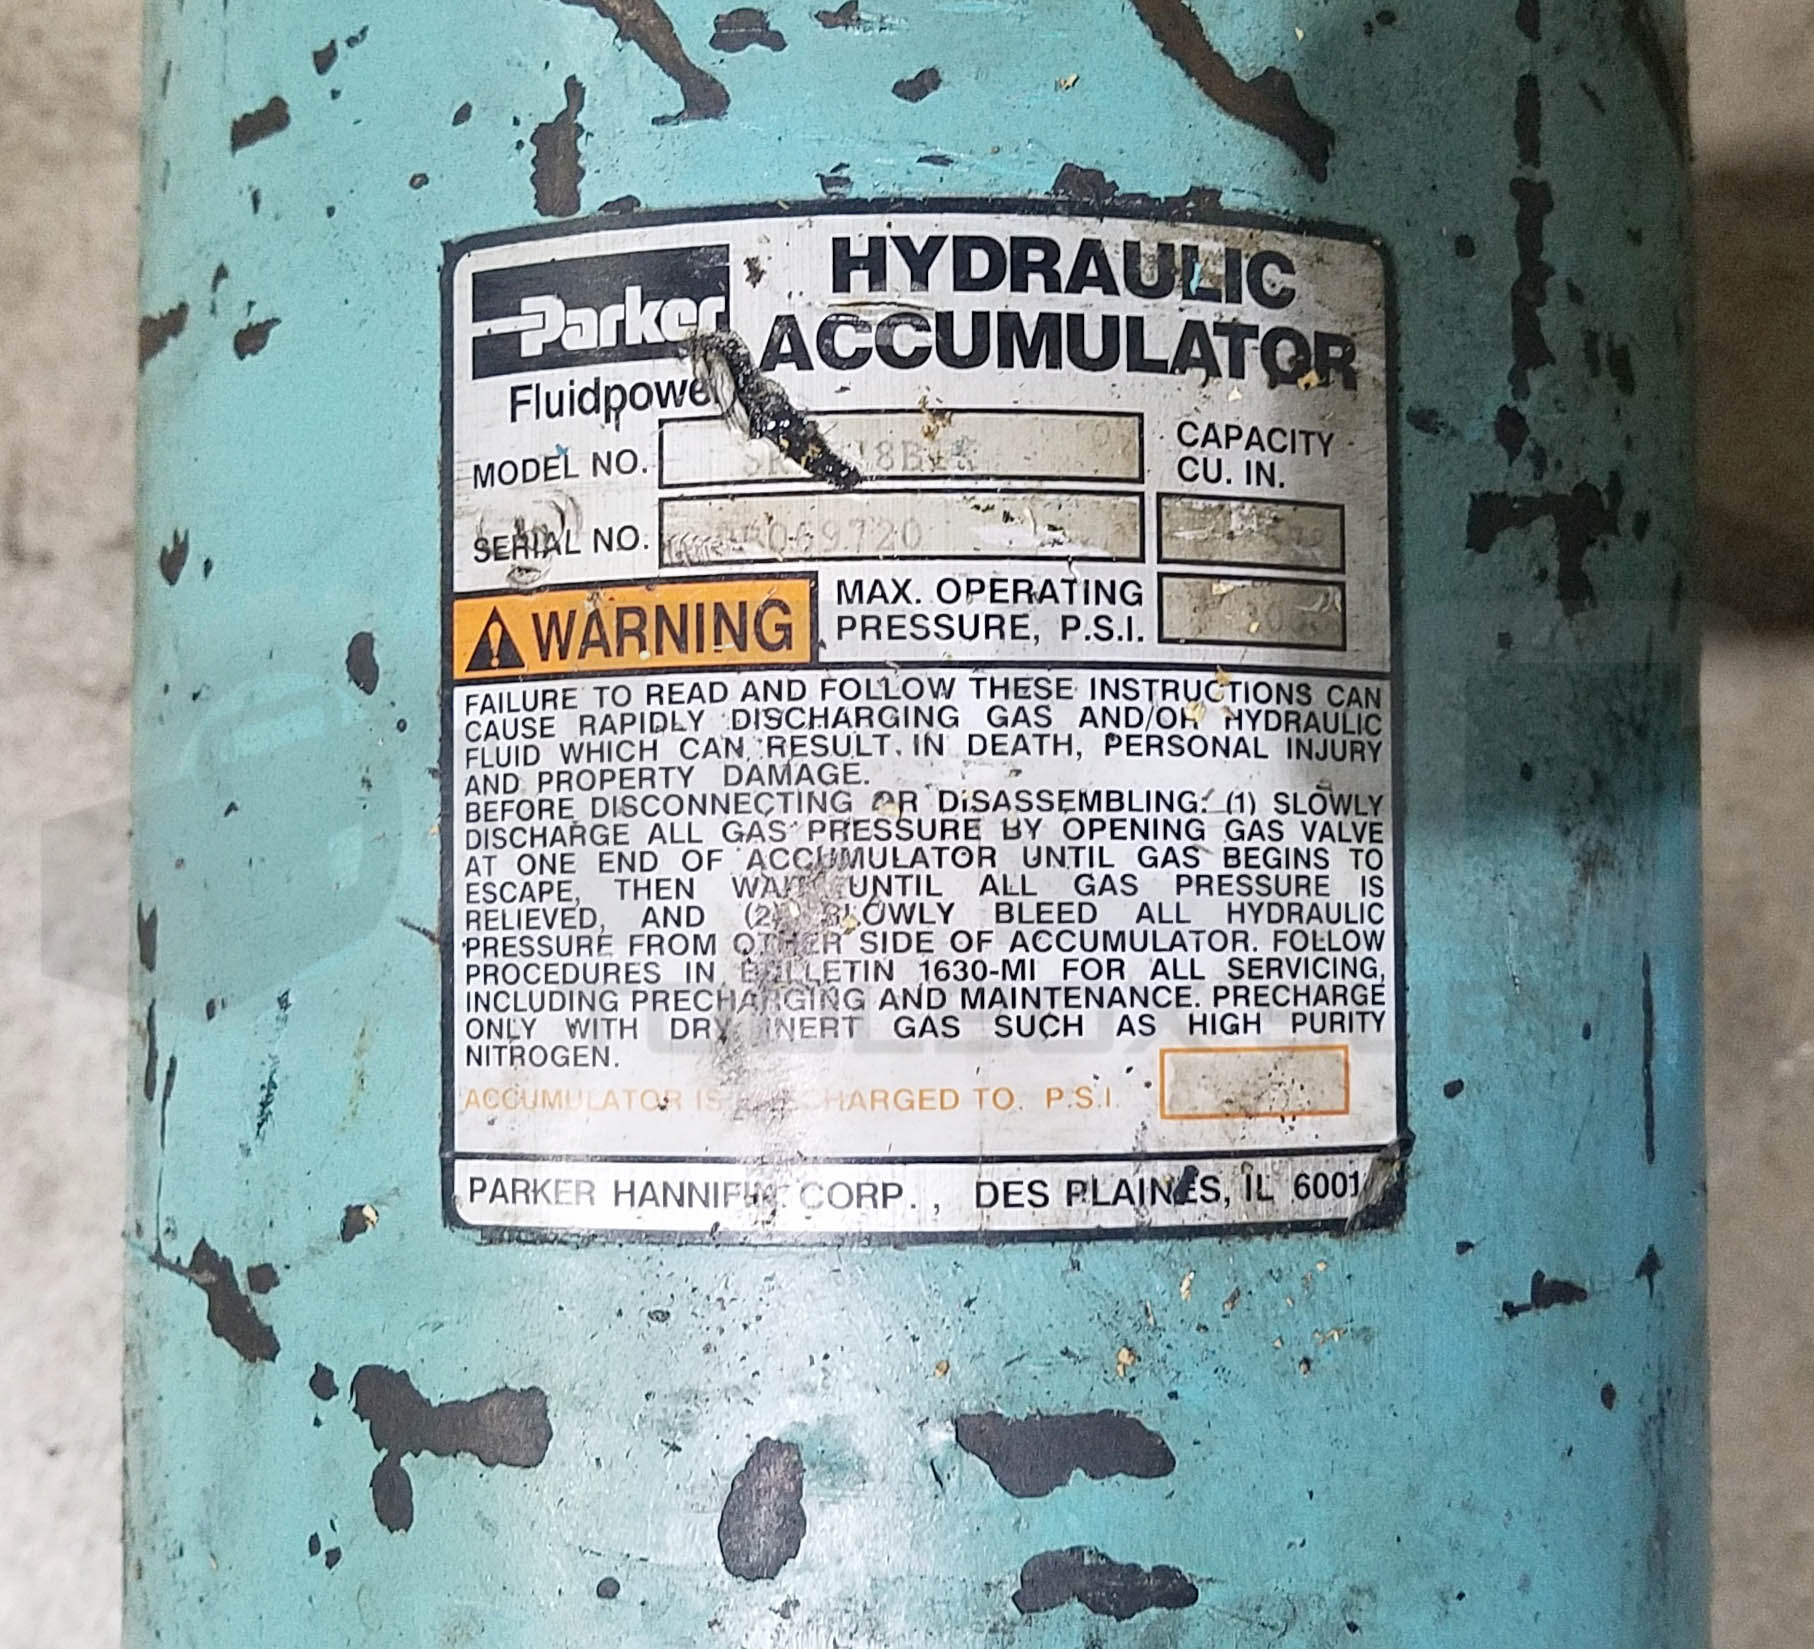 Parker
Fluidpower
HYDRAULIC
ACCUMULATOR
MODEL NO.
CAPACITY
CU. IN.
SERIAL NO. 069720
WARNING
MAX. OPERATING
PRESSURE, P.S.I.
FAILURE TO READ AND FOLLOW THESE INSTRUCTIONS CAN
CAUSE RAPIDLY DISCHARGING GAS AND/OR HYDRAULIC
FLUID WHICH CAN RESULT IN DEATH, PERSONAL INJURY
AND PROPERTY DAMAGE.
BEFORE DISCONNECTING OR DISASSEMBLING: (1) SLOWLY
DISCHARGE ALL GAS PRESSURE BY OPENING GAS VALVE
AT ONE END OF ACCUMULATOR UNTIL GAS BEGINS TO
ESCAPE, THEN WAIT UNTIL ALL GAS PRESSURE IS
RELIEVED, AND (2) SLOWLY BLEED ALL HYDRAULIC
PRESSURE FROM OTHER SIDE OF ACCUMULATOR. FOLLOW
PROCEDURES IN BULLETIN 1630-MI FOR ALL SERVICING,
INCLUDING PRECHARGING AND MAINTENANCE. PRECHARGE
ONLY WITH DRY, INERT GAS SUCH AS HIGH PURITY
NITROGEN.
ACCUMULATOR IS PRECHARGED TO P.S.I.
PARKER HANNIFIN CORP., DES PLAINES, IL